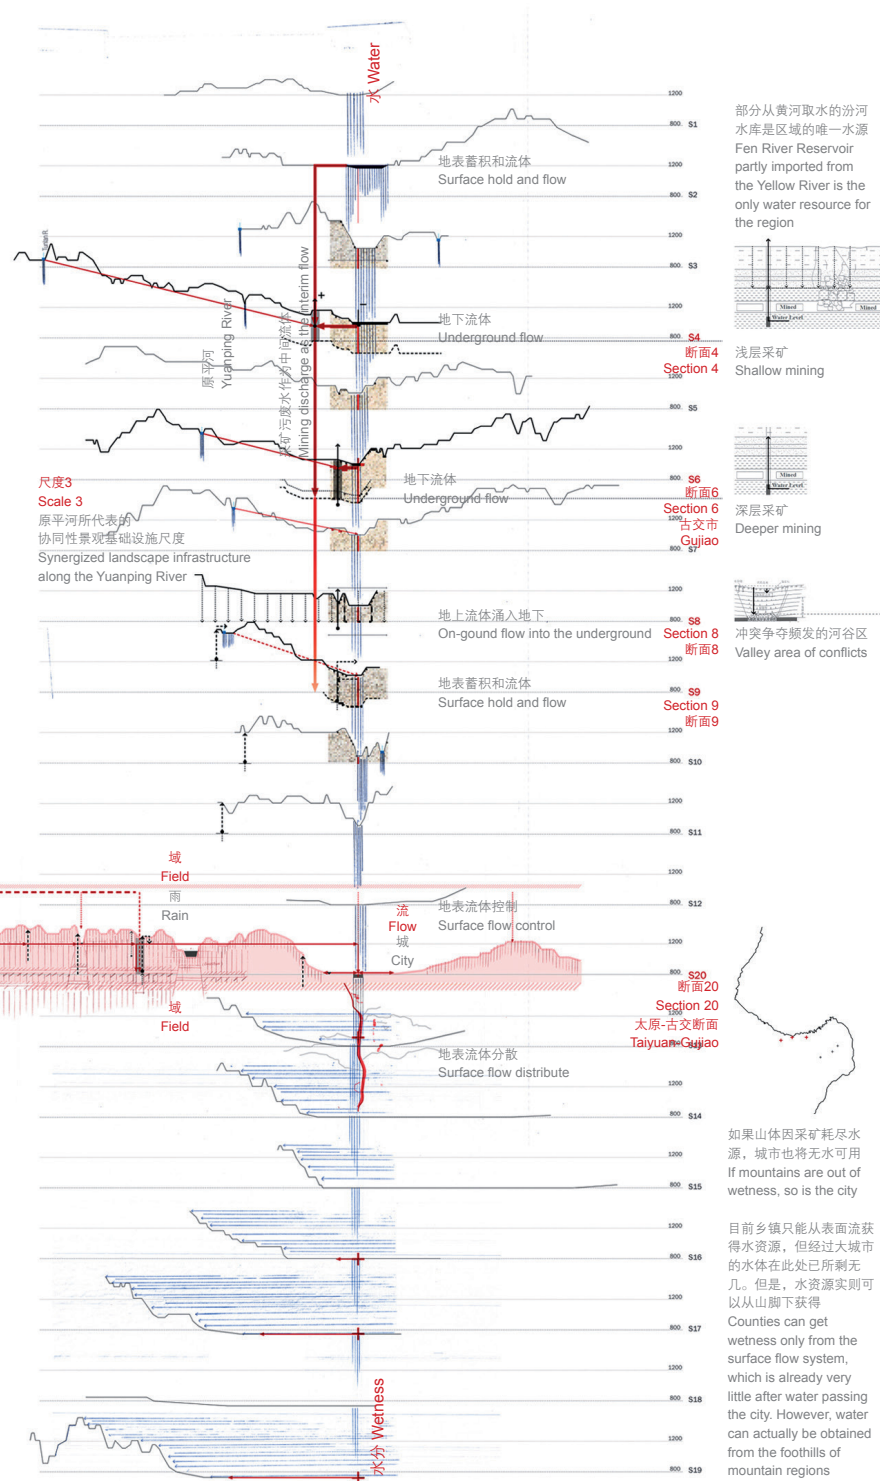 水 Water
1200
800 S1
部分从黄河取水的汾河
水库是区域的唯一水源
Fen River Reservoir
partly imported from
the Yellow River is the
only water resource for
the region
地表蓄积和流体
Surface hold and flow
1200
800 S2
1200
800 S3
Mined
Mined
Water Level
浅层采矿
Shallow mining
原平河
Yuanping River
采矿污废水作为中间流体
Mining discharge as the interim flow
+
1200
地下流体
Underground flow
800 S4
断面4
Section 4
1200
800 S5
1200
800 S6
断面6
Section 6
古交市
Gujiao
地下流体
Underground flow
Mined
Water Level
深层采矿
Deeper mining
尺度3
Scale 3
原平河所代表的
协同性景观基础设施尺度
Synergized landscape infrastructure
along the Yuanping River
1200
800 S7
1200
800 S8
Section 8
断面8
地上流体涌入地下
On-gound flow into the underground
冲突争夺频发的河谷区
Valley area of conflicts
1200
地表蓄积和流体
Surface hold and flow
800 S9
Section 9
断面9
1200
800 S10
1200
800 S11
域
Field
雨
Rain
1200
800 S12
流
Flow
城
City
地表流体控制
Surface flow control
1200
800 S20
断面20
Section 20
太原-古交断面
Taiyuan-Gujiao
域
Field
1200
地表流体分散
Surface flow distribute
1200
800 S14
如果山体因采矿耗尽水
源，城市也将无水可用
If mountains are out of
wetness, so is the city
1200
800 S15
1200
800 S16
目前乡镇只能从表面流获
得水资源，但经过大城市
的水体在此处已所剩无
几。但是，水资源实则可
以从山脚下获得
Counties can get
wetness only from the
surface flow system,
which is already very
little after water passing
the city. However, water
can actually be obtained
from the foothills of
mountain regions
1200
800 S17
1200
800 S18
水分 Wetness
1200
800 S19